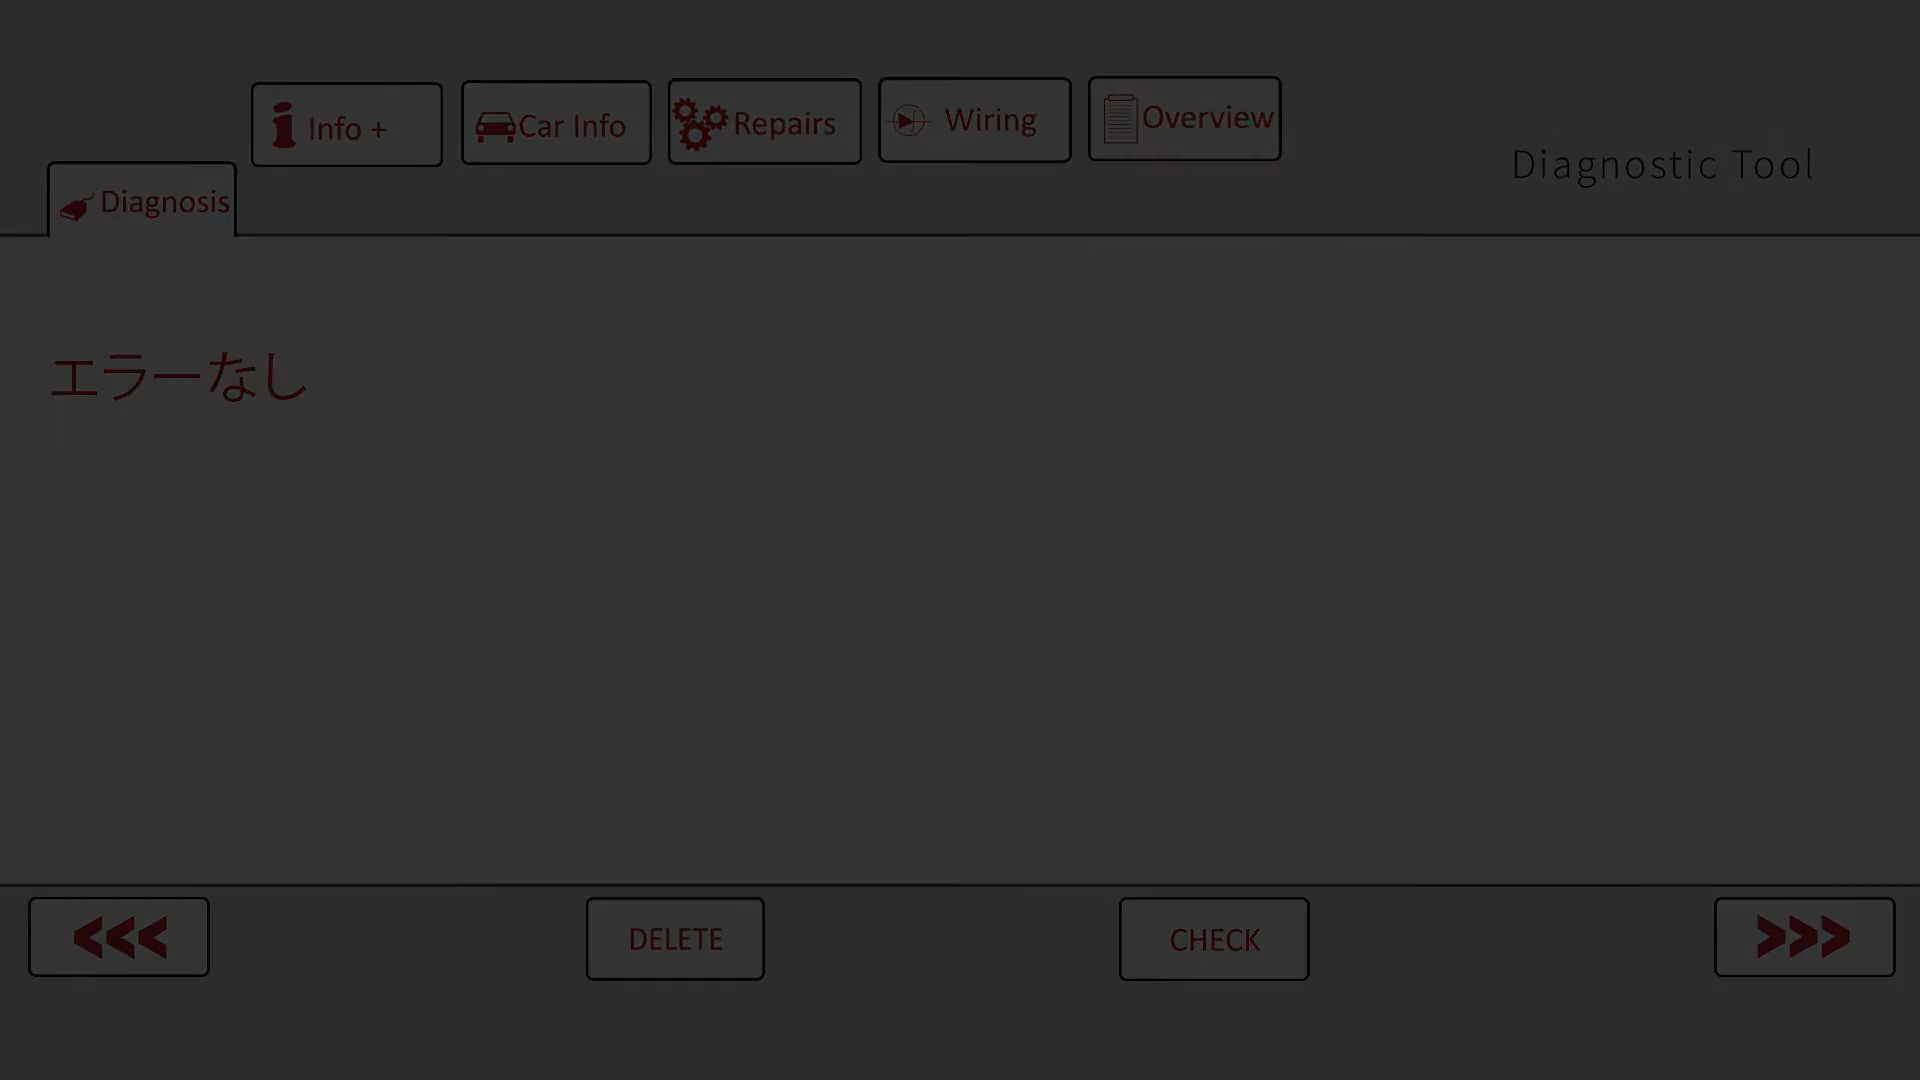 Info +
Car Info
Repairs
Wiring
Overview
Diagnostic Tool
Diagnosis
エラーなし
DELETE
CHECK